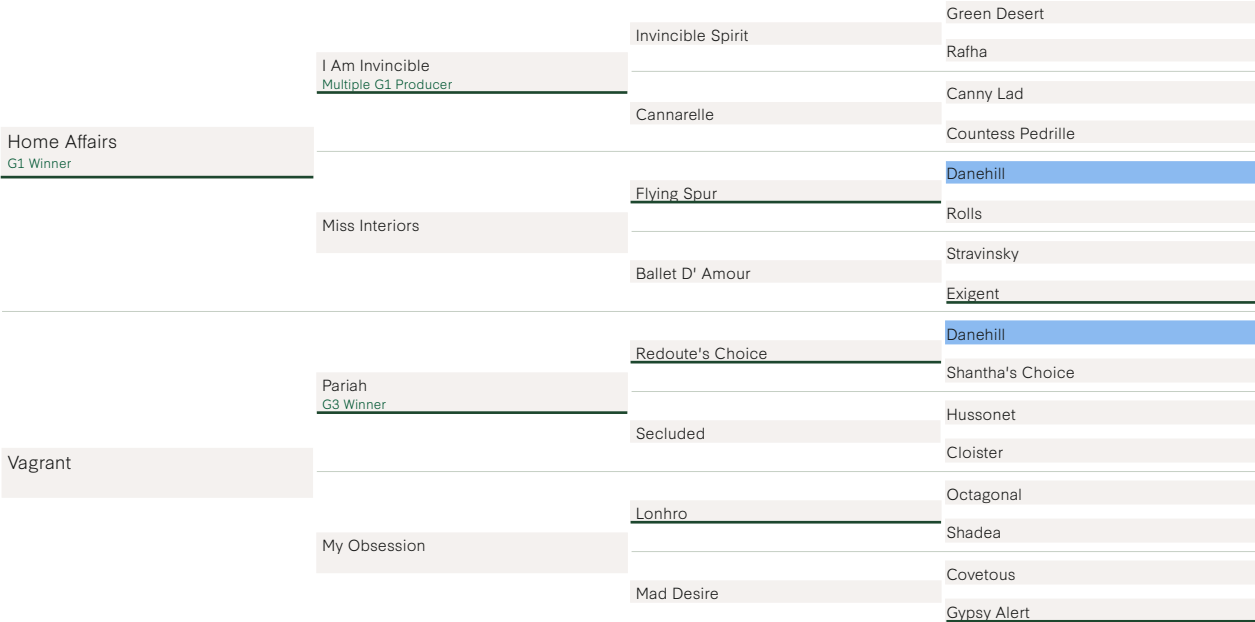 Home Affairs
G1 Winner
Vagrant
I Am Invincible
Multiple G1 Producer
Miss Interiors
Pariah
G3 Winner
My Obsession
Invincible Spirit
Cannarelle
Flying Spur
Ballet D' Amour
Redoute's Choice
Secluded
Lonhro
Mad Desire
Green Desert
Rafha
Canny Lad
Countess Pedrille
Danehill
Rolls
Stravinsky
Exigent
Danehill
Shantha's Choice
Hussonet
Cloister
Octagonal
Shadea
Covetous
Gypsy Alert